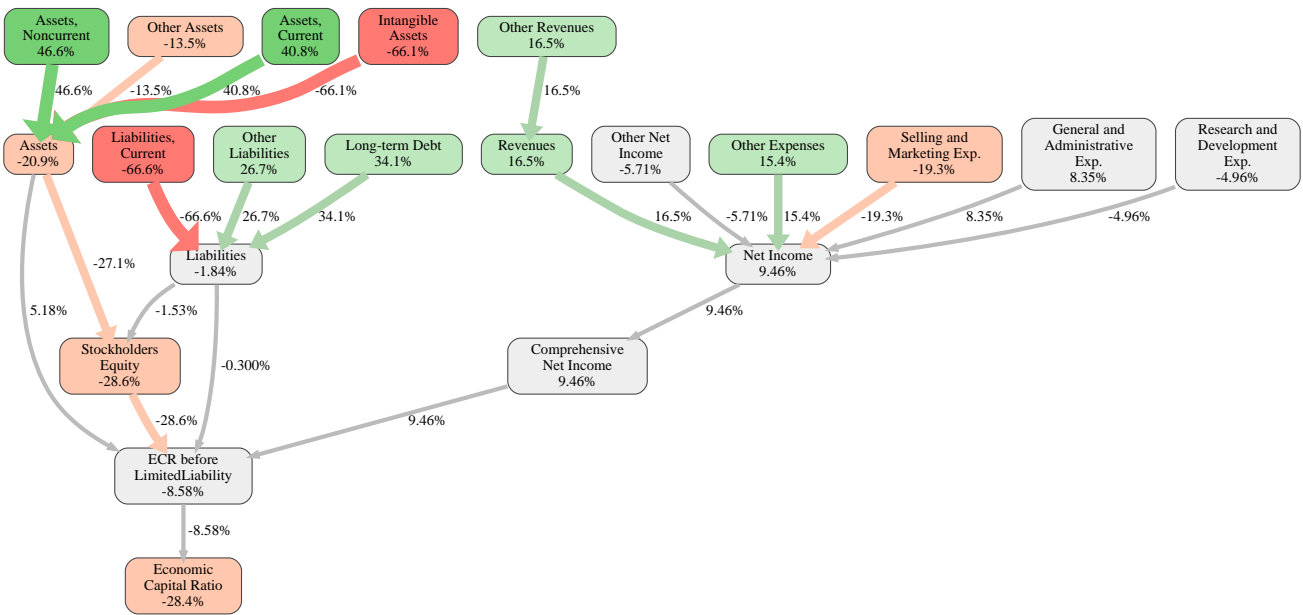 Assets,
Noncurrent
46.6%
Other Assets
-13.5%
Assets,
Current
40.8%
Intangible
Assets
-66.1%
Other Revenues
16.5%
46.6%
-13.5%
40.8%
-66.1%
16.5%
Assets
-20.9%
Liabilities,
Current
-66.6%
Other
Liabilities
26.7%
Long-term Debt
34.1%
Revenues
16.5%
Other Net
Income
-5.71%
Other Expenses
15.4%
Selling and
Marketing Exp.
-19.3%
General and
Administrative
Exp.
8.35%
Research and
Development
Exp.
-4.96%
-66.6%
26.7%
34.1%
16.5%
-5.71%
15.4%
-19.3%
8.35%
-4.96%
-27.1%
Liabilities
-1.84%
Net Income
9.46%
5.18%
-1.53%
9.46%
Stockholders
Equity
-28.6%
-0.300%
Comprehensive
Net Income
9.46%
-28.6%
9.46%
ECR before
LimitedLiability
-8.58%
-8.58%
Economic
Capital Ratio
-28.4%